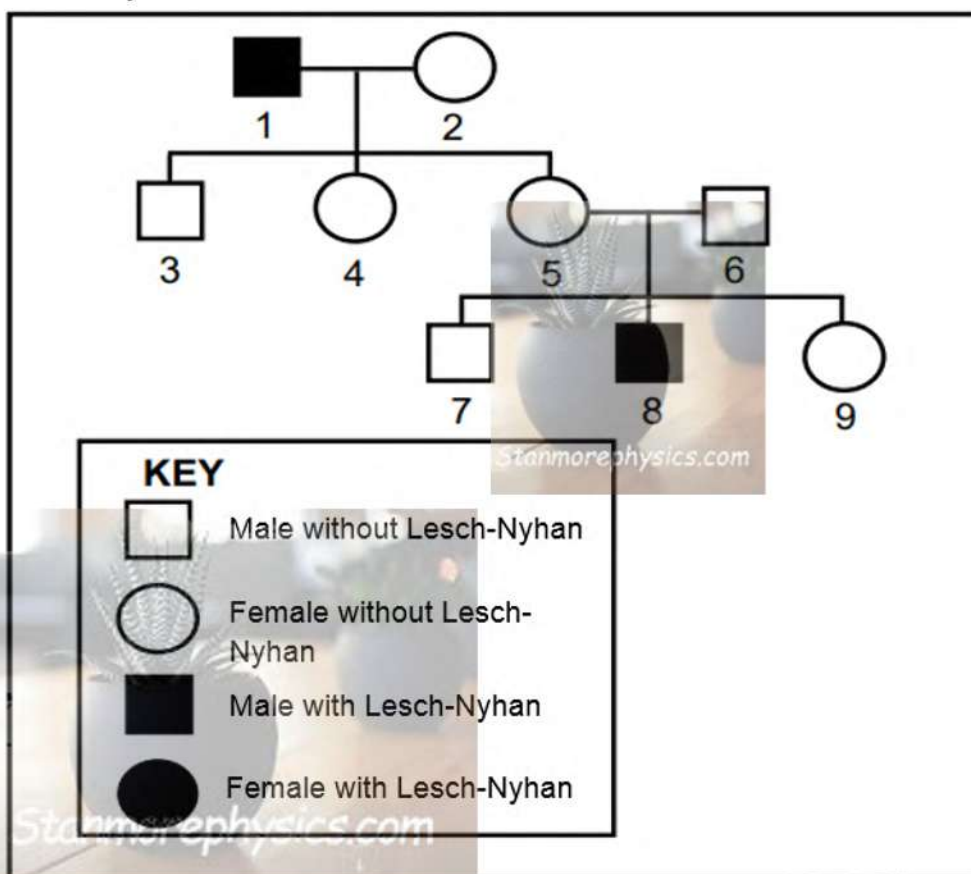 1
2
3
4
5
6
7
8
9
Stanmorephysics.com
KEY
Male without Lesch-Nyhan
Female without Lesch-
Nyhan
Male with Lesch-Nyhan
Female with Lesch-Nyhan
Stanmorephysics.com